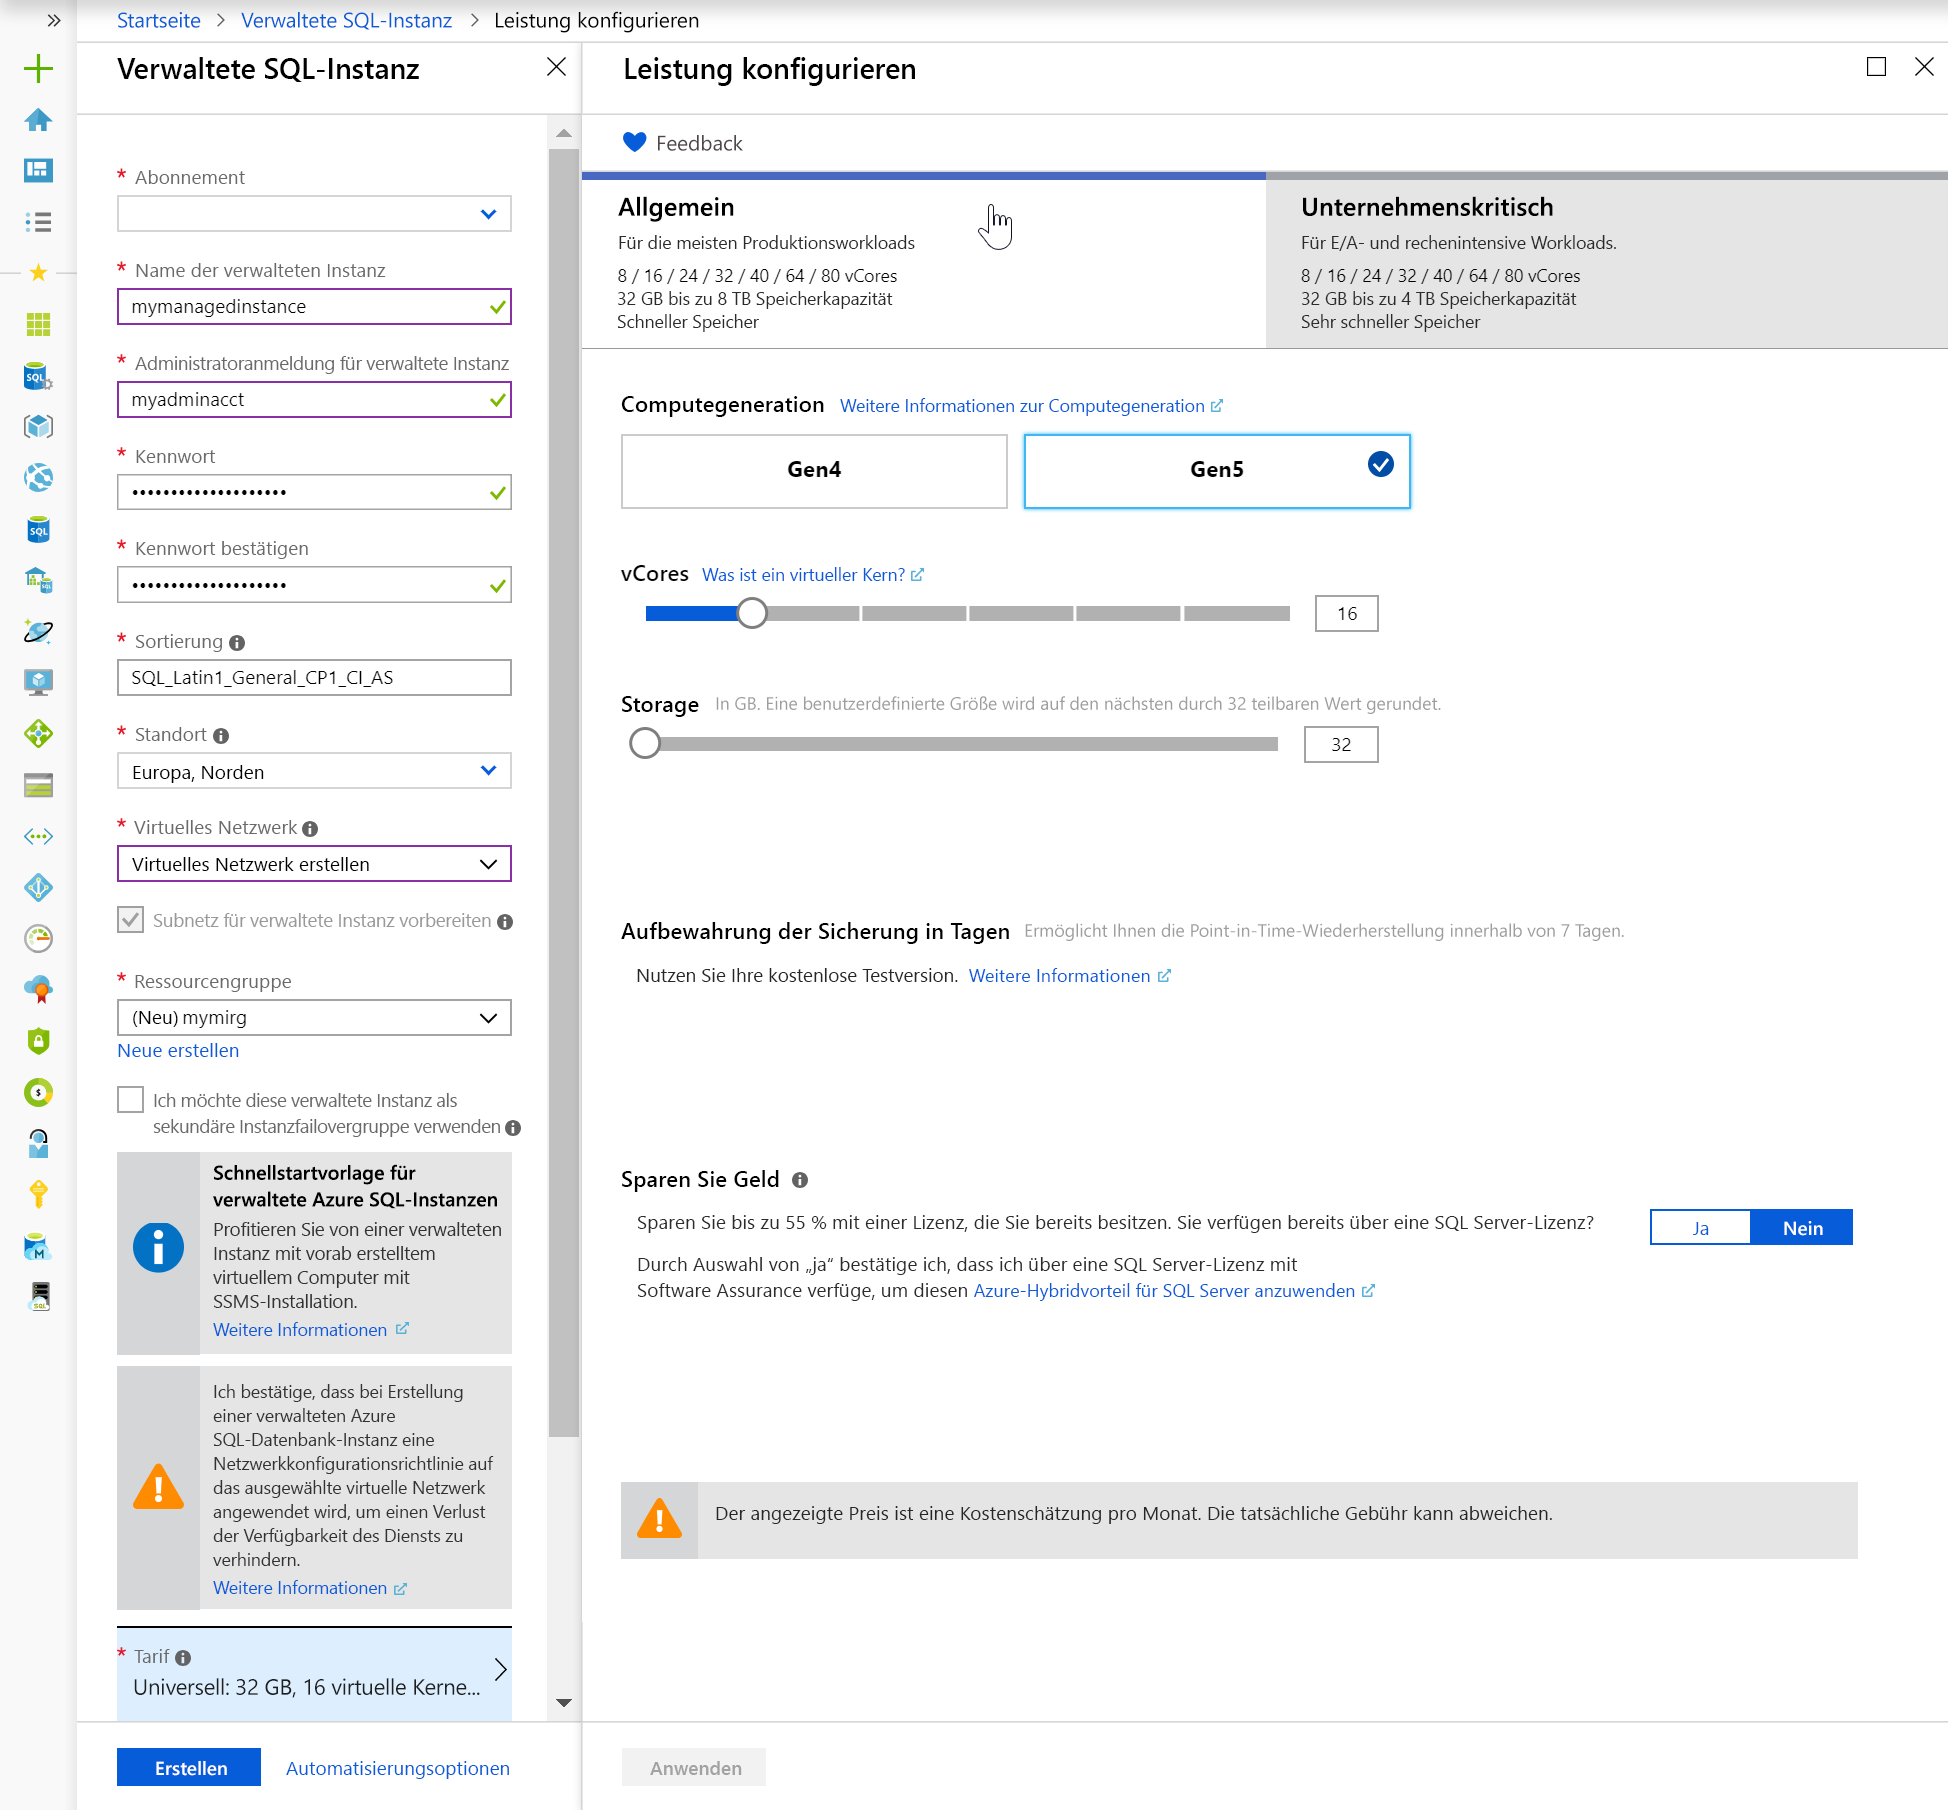 Startseite > Verwaltete SQL-Instanz > Leistung konfigurieren
Verwaltete SQL-Instanz
* Abonnement
* Name der verwalteten Instanz
mymanagedinstance
* Administratoranmeldung für verwaltete Instanz
myadminacct
* Kennwort
••••••••••••••••••••
* Kennwort bestätigen
••••••••••••••••••••
* Sortierung
SQL_Latin1_General_CP1_CI_AS
* Standort
Europa, Norden
* Virtuelles Netzwerk
Virtuelles Netzwerk erstellen
Subnetz für verwaltete Instanz vorbereiten
* Ressourcengruppe
(Neu) mymirg
Neue erstellen
Ich möchte diese verwaltete Instanz als
sekundäre Instanzfailovergruppe verwenden
Schnellstartvorlage für
verwaltete Azure SQL-Instanzen
Profitieren Sie von einer verwalteten
Instanz mit vorab erstelltem
virtuellem Computer mit
SSMS-Installation.
Weitere Informationen
Ich bestätige, dass bei Erstellung
einer verwalteten Azure
SQL-Datenbank-Instanz eine
Netzwerkkonfigurationsrichtlinie auf
das ausgewählte virtuelle Netzwerk
angewendet wird, um einen Verlust
der Verfügbarkeit des Diensts zu
verhindern.
Weitere Informationen
* Tarif
Universell: 32 GB, 16 virtuelle Kerne...
Erstellen
Automatisierungsoptionen
Leistung konfigurieren
Feedback
Allgemein
Für die meisten Produktionsworkloads
8 / 16 / 24 / 32 / 40 / 64 / 80 vCores
32 GB bis zu 8 TB Speicherkapazität
Schneller Speicher
Unternehmenskritisch
Für E/A- und rechenintensive Workloads.
8 / 16 / 24 / 32 / 40 / 64 / 80 vCores
32 GB bis zu 4 TB Speicherkapazität
Sehr schneller Speicher
Computegeneration Weitere Informationen zur Computegeneration
Gen4
Gen5
vCores Was ist ein virtueller Kern?
16
Storage In GB. Eine benutzerdefinierte Größe wird auf den nächsten durch 32 teilbaren Wert gerundet.
32
Aufbewahrung der Sicherung in Tagen Ermöglicht Ihnen die Point-in-Time-Wiederherstellung innerhalb von 7 Tagen.
Nutzen Sie Ihre kostenlose Testversion. Weitere Informationen
Sparen Sie Geld
Sparen Sie bis zu 55 % mit einer Lizenz, die Sie bereits besitzen. Sie verfügen bereits über eine SQL Server-Lizenz?
Ja
Nein
Durch Auswahl von „ja“ bestätige ich, dass ich über eine SQL Server-Lizenz mit
Software Assurance verfüge, um diesen Azure-Hybridvorteil für SQL Server anzuwenden
Der angezeigte Preis ist eine Kostenschätzung pro Monat. Die tatsächliche Gebühr kann abweichen.
Anwenden